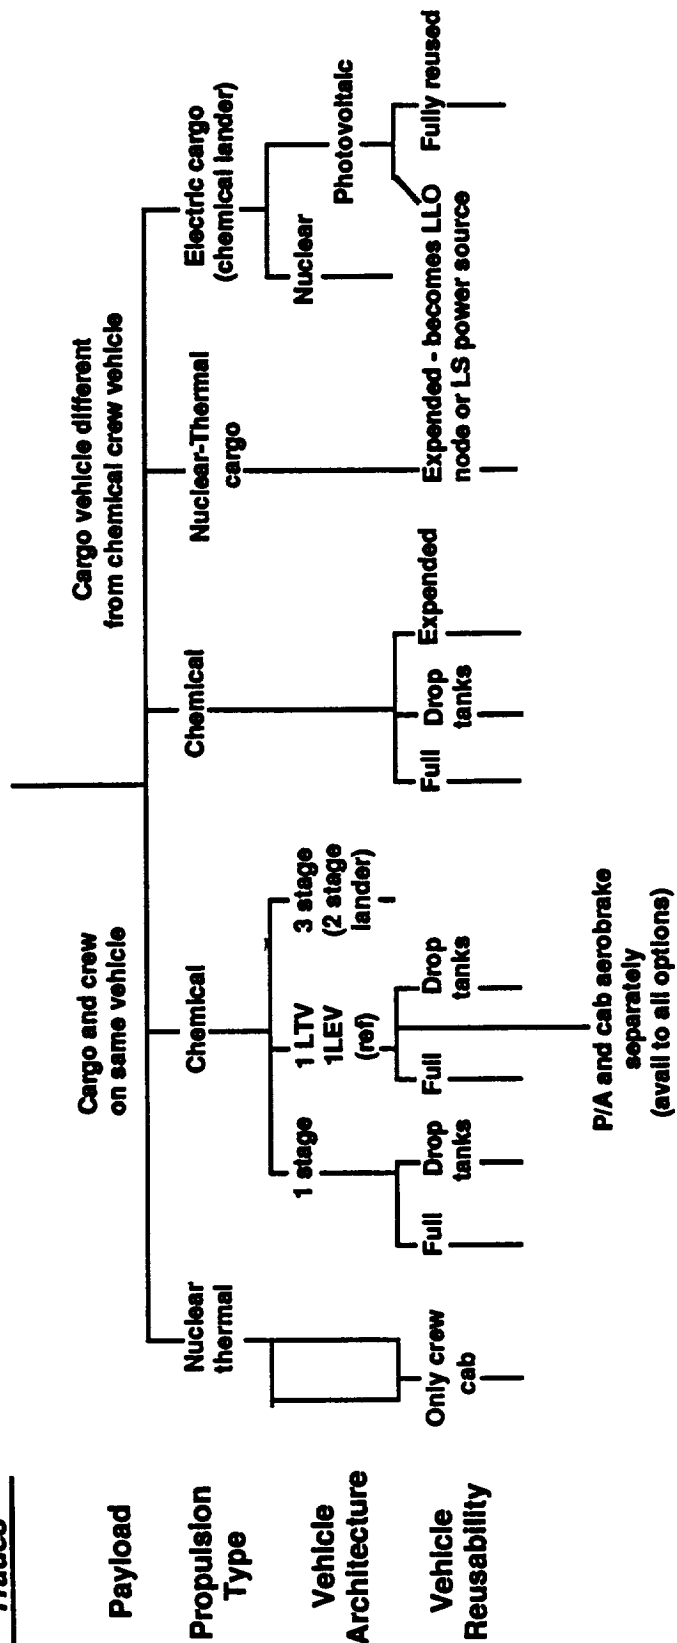 Trades
Payload
Cargo and crew
on same vehicle
Cargo vehicle different
from chemical crew vehicle
Propulsion
Type
Nuclear
thermal
Chemical
Chemical
Nuclear-Thermal
cargo
Electric cargo
(chemical lander)
Vehicle
Architecture
1 stage
1 LTV
1LEV
(ref)
3 stage
(2 stage
lander)
Nuclear
Photovoltaic
Vehicle
Reusability
Only crew
cab
Full
Drop
tanks
Full
Drop
tanks
Full
Drop
tanks
Expended
Expended - becomes LLO
node or LS power source
Fully reused
P/A and cab aerobrake
separately
(avail to all options)